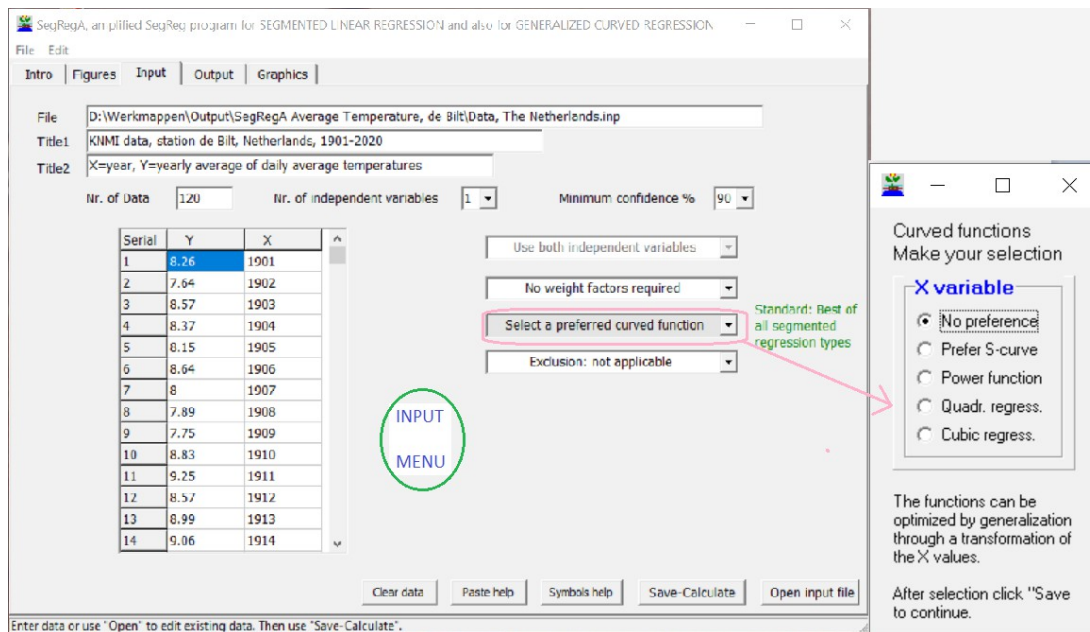 SegRegA, an plified SegReg program for SEGMENTED LINEAR REGRESSION and also for GENERALIZED CURVED REGRESSION
File Edit
Intro Figures Input Output Graphics
File D:\Werkmappen\Output\SegRegA Average Temperature, de Bilt\Data, The Netherlands.inp
Title1 KNMI data, station de Bilt, Netherlands, 1901-2020
Title2 X=year, Y=yearly average of daily average temperatures
Nr. of Data 120 Nr. of independent variables 1 Minimum confidence % 90
Serial Y X
1 8.26 1901
2 7.64 1902
3 8.57 1903
4 8.37 1904
5 8.15 1905
6 8.64 1906
7 8 1907
8 7.89 1908
9 7.75 1909
10 8.83 1910
11 9.25 1911
12 8.57 1912
13 8.99 1913
14 9.06 1914
Use both independent variables
No weight factors required
Select a preferred curved function
Exclusion: not applicable
Standard: Best of
all segmented
regression types
INPUT
MENU
Clear data Paste help Symbols help Save-Calculate Open input file
Enter data or use "Open" to edit existing data. Then use "Save-Calculate".
Curved functions
Make your selection
X variable
No preference
Prefer S-curve
Power function
Quadr. regress.
Cubic regress.
The functions can be
optimized by generalization
through a transformation of
the X values.
After selection click "Save
to continue.